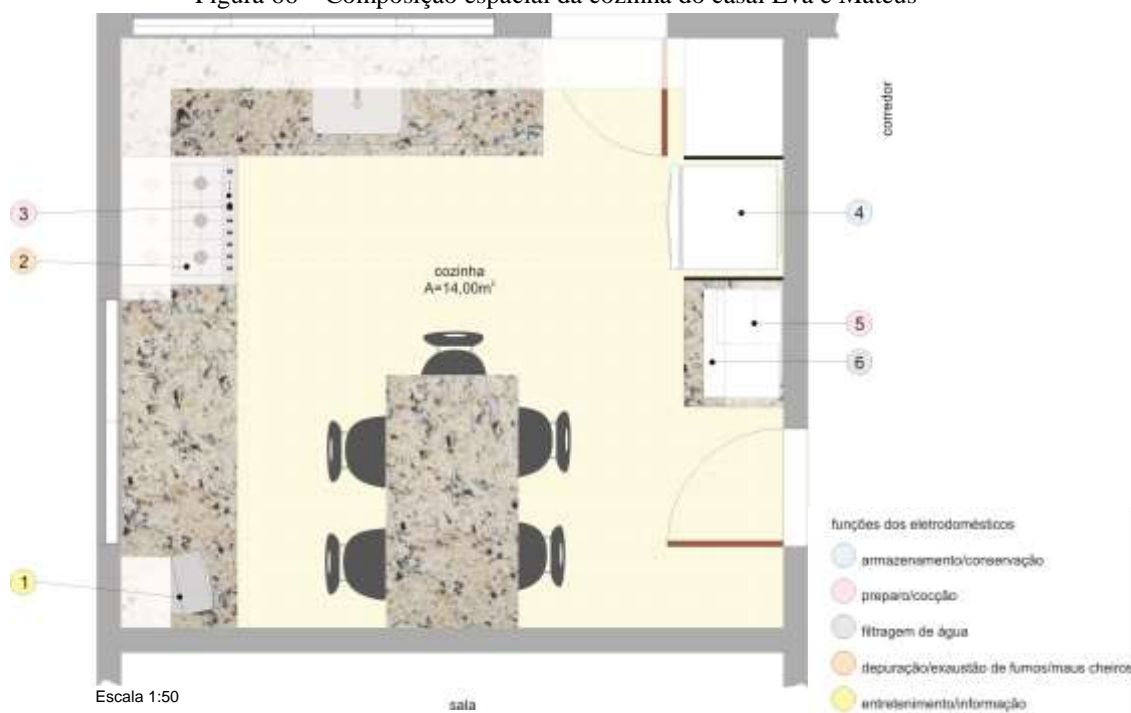 Figura 66 – Composição espacial da cozinha do casal Eva e Mateus
corredor
3
4
2
cozinha
A=14,00m²
5
6
1
funções dos eletrodomésticos
armazenamento/conservação
preparo/cocção
filtragem de água
depuração/exaustão de fumos/maus cheiros
entretenimento/informação
Escala 1:50
sala